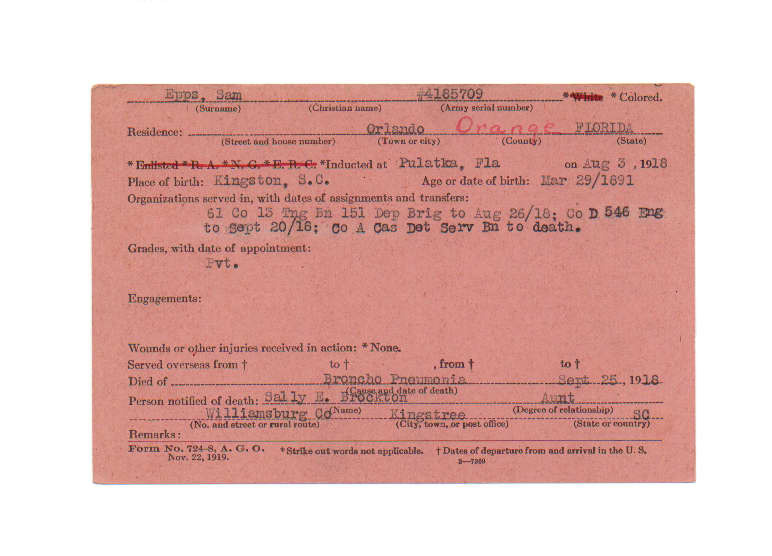 Epps, Sam #4185709 * White * Colored.
(Surname) (Christian name) (Army serial number)
Residence: Orlando Orange FLORIDA
(Street and house number) (Town or city) (County) (State)
* Enlisted * R. A. * N. G. * E. R. C. * Inducted at Pulatka, Fla on Aug 3, 1918
Place of birth: Kingston, S.C. Age or date of birth: Mar 29/1891
Organizations served in, with dates of assignments and transfers:
61 Co 13 Tng Bn 151 Dep Brig to Aug 26/18; Co D 546 Eng
to Sept 20/18; Co A Cas Det Serv Bn to death.
Grades, with date of appointment:
Pvt.
Engagements:
Wounds or other injuries received in action: * None.
Served overseas from † to † , from † to †
Died of Broncho Pneumonia Sept 25, 1918
(Cause and date of death)
Person notified of death: Sally E. Brockton Aunt
(Name) (Degree of relationship)
Williamsburg Co Kingstree SC
(No. and street or rural route) (City, town, or post office) (State or country)
Remarks:
Form No. 724-8, A. G. O. * Strike out words not applicable. † Dates of departure from and arrival in the U. S.
Nov. 22, 1919. 3—7369